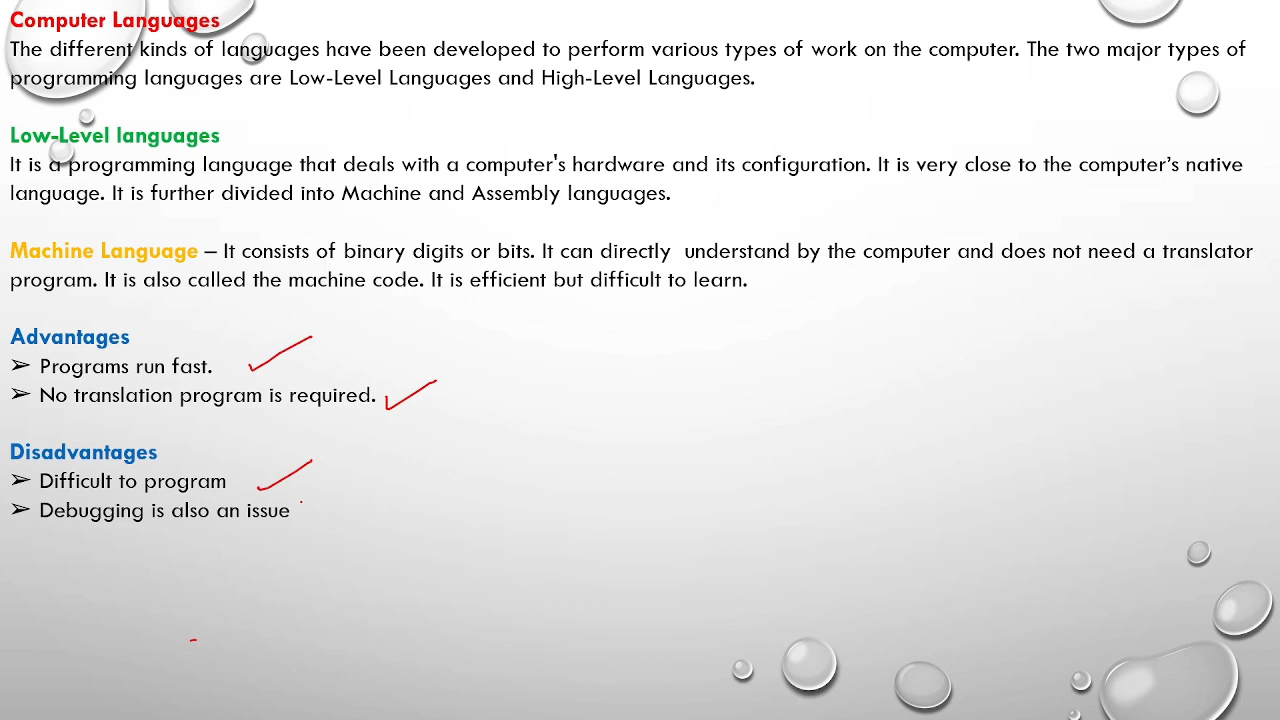 Computer Languages
The different kinds of languages have been developed to perform various types of work on the computer. The two major types of
programming languages are Low-Level Languages and High-Level Languages.
Low-Level languages
It is a programming language that deals with a computer's hardware and its configuration. It is very close to the computer’s native
language. It is further divided into Machine and Assembly languages.
Machine Language – It consists of binary digits or bits. It can directly understand by the computer and does not need a translator
program. It is also called the machine code. It is efficient but difficult to learn.
Advantages
➢ Programs run fast.
➢ No translation program is required.
Disadvantages
➢ Difficult to program
➢ Debugging is also an issue